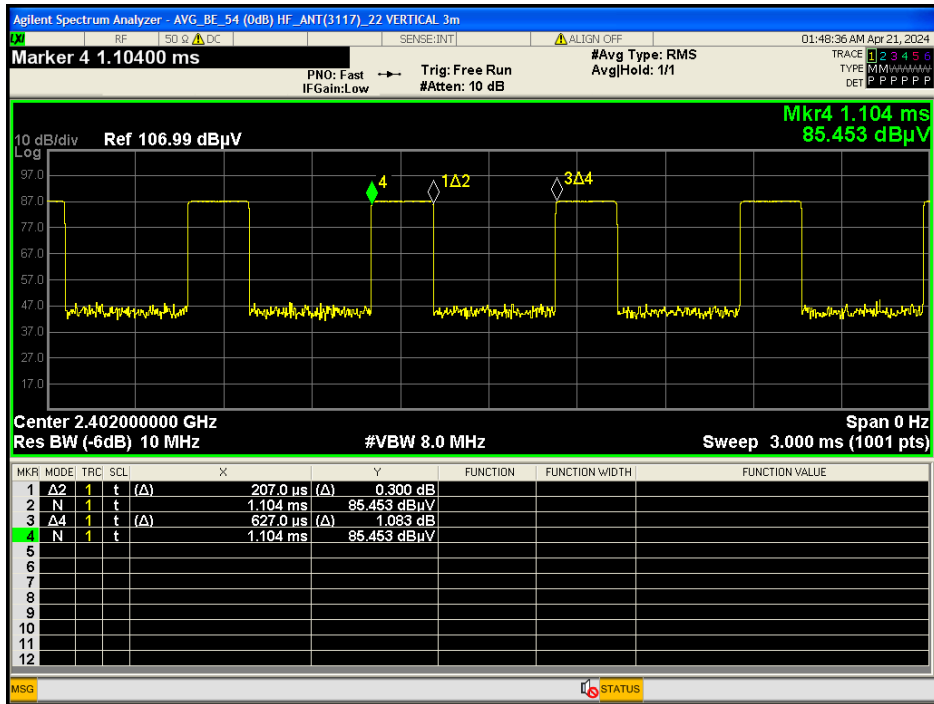 Agilent Spectrum Analyzer - AVG_BE_54 (0dB) HF_ANT(3117)_22 VERTICAL 3m
LXI RF 50 Ω DC SENSE:INT ALIGN OFF 01:48:36 AM Apr 21, 2024
Marker 4 1.10400 ms
PNO: Fast
IFGain:Low
Trig: Free Run
#Atten: 10 dB
#Avg Type: RMS
Avg|Hold: 1/1
TRACE 1 2 3 4 5 6
TYPE MMWWWW
DET P P P P P P
Mkr4 1.104 ms
85.453 dBµV
10 dB/div Ref 106.99 dBµV
Log
97.0
87.0
77.0
67.0
57.0
47.0
37.0
27.0
17.0
4 1Δ2 3Δ4
Center 2.402000000 GHz Span 0 Hz
Res BW (-6dB) 10 MHz #VBW 8.0 MHz Sweep 3.000 ms (1001 pts)
MKR MODE TRC SCL X Y FUNCTION FUNCTION WIDTH FUNCTION VALUE
1 Δ2 1 t (Δ) 207.0 µs (Δ) 0.300 dB
2 N 1 t 1.104 ms 85.453 dBµV
3 Δ4 1 t (Δ) 627.0 µs (Δ) 1.083 dB
4 N 1 t 1.104 ms 85.453 dBµV
5
6
7
8
9
10
11
12
MSG STATUS